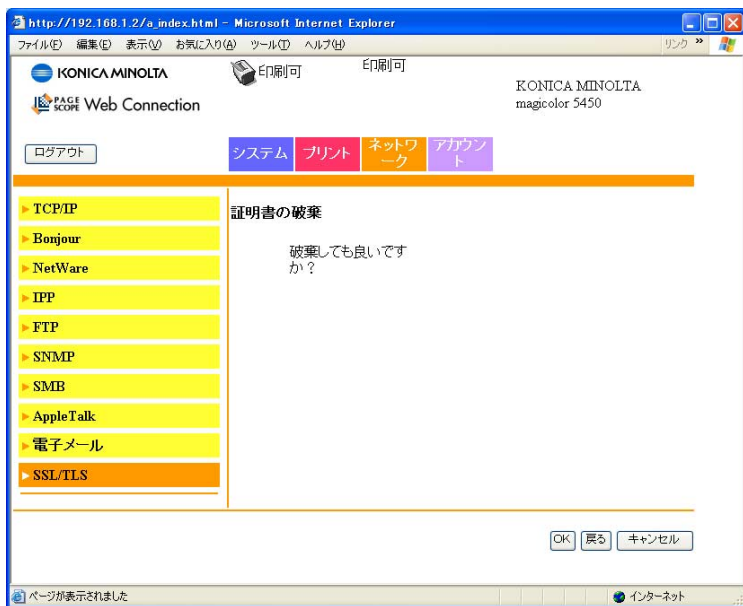 http://192.168.1.2/a_index.html - Microsoft Internet Explorer
ファイル(F) 編集(E) 表示(V) お気に入り(A) ツール(T) ヘルプ(H) リンク »
KONICA MINOLTA
印刷可 印刷可
KONICA MINOLTA
magicolor 5450
PAGE SCOPE Web Connection
ログアウト
システム プリント ネットワーク アカウント
TCP/IP
Bonjour
NetWare
IPP
FTP
SNMP
SMB
AppleTalk
電子メール
SSL/TLS
証明書の破棄
破棄しても良いです
か?
OK 戻る キャンセル
ページが表示されました インターネット